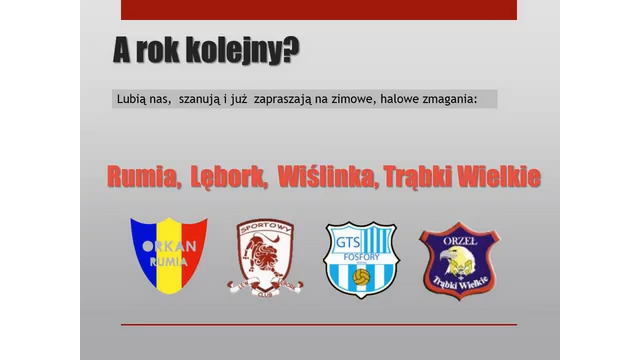 A rok kolejny?
Lubią nas, szanują i już zapraszają na zimowe, halowe zmagania:
Rumia, Lębork, Wiślinka, Trąbki Wielkie
ORKAN
RUMIA
SPORTOWY
CLUB
GTS
FOSFORY
ORZEŁ
Trąbki Wielkie